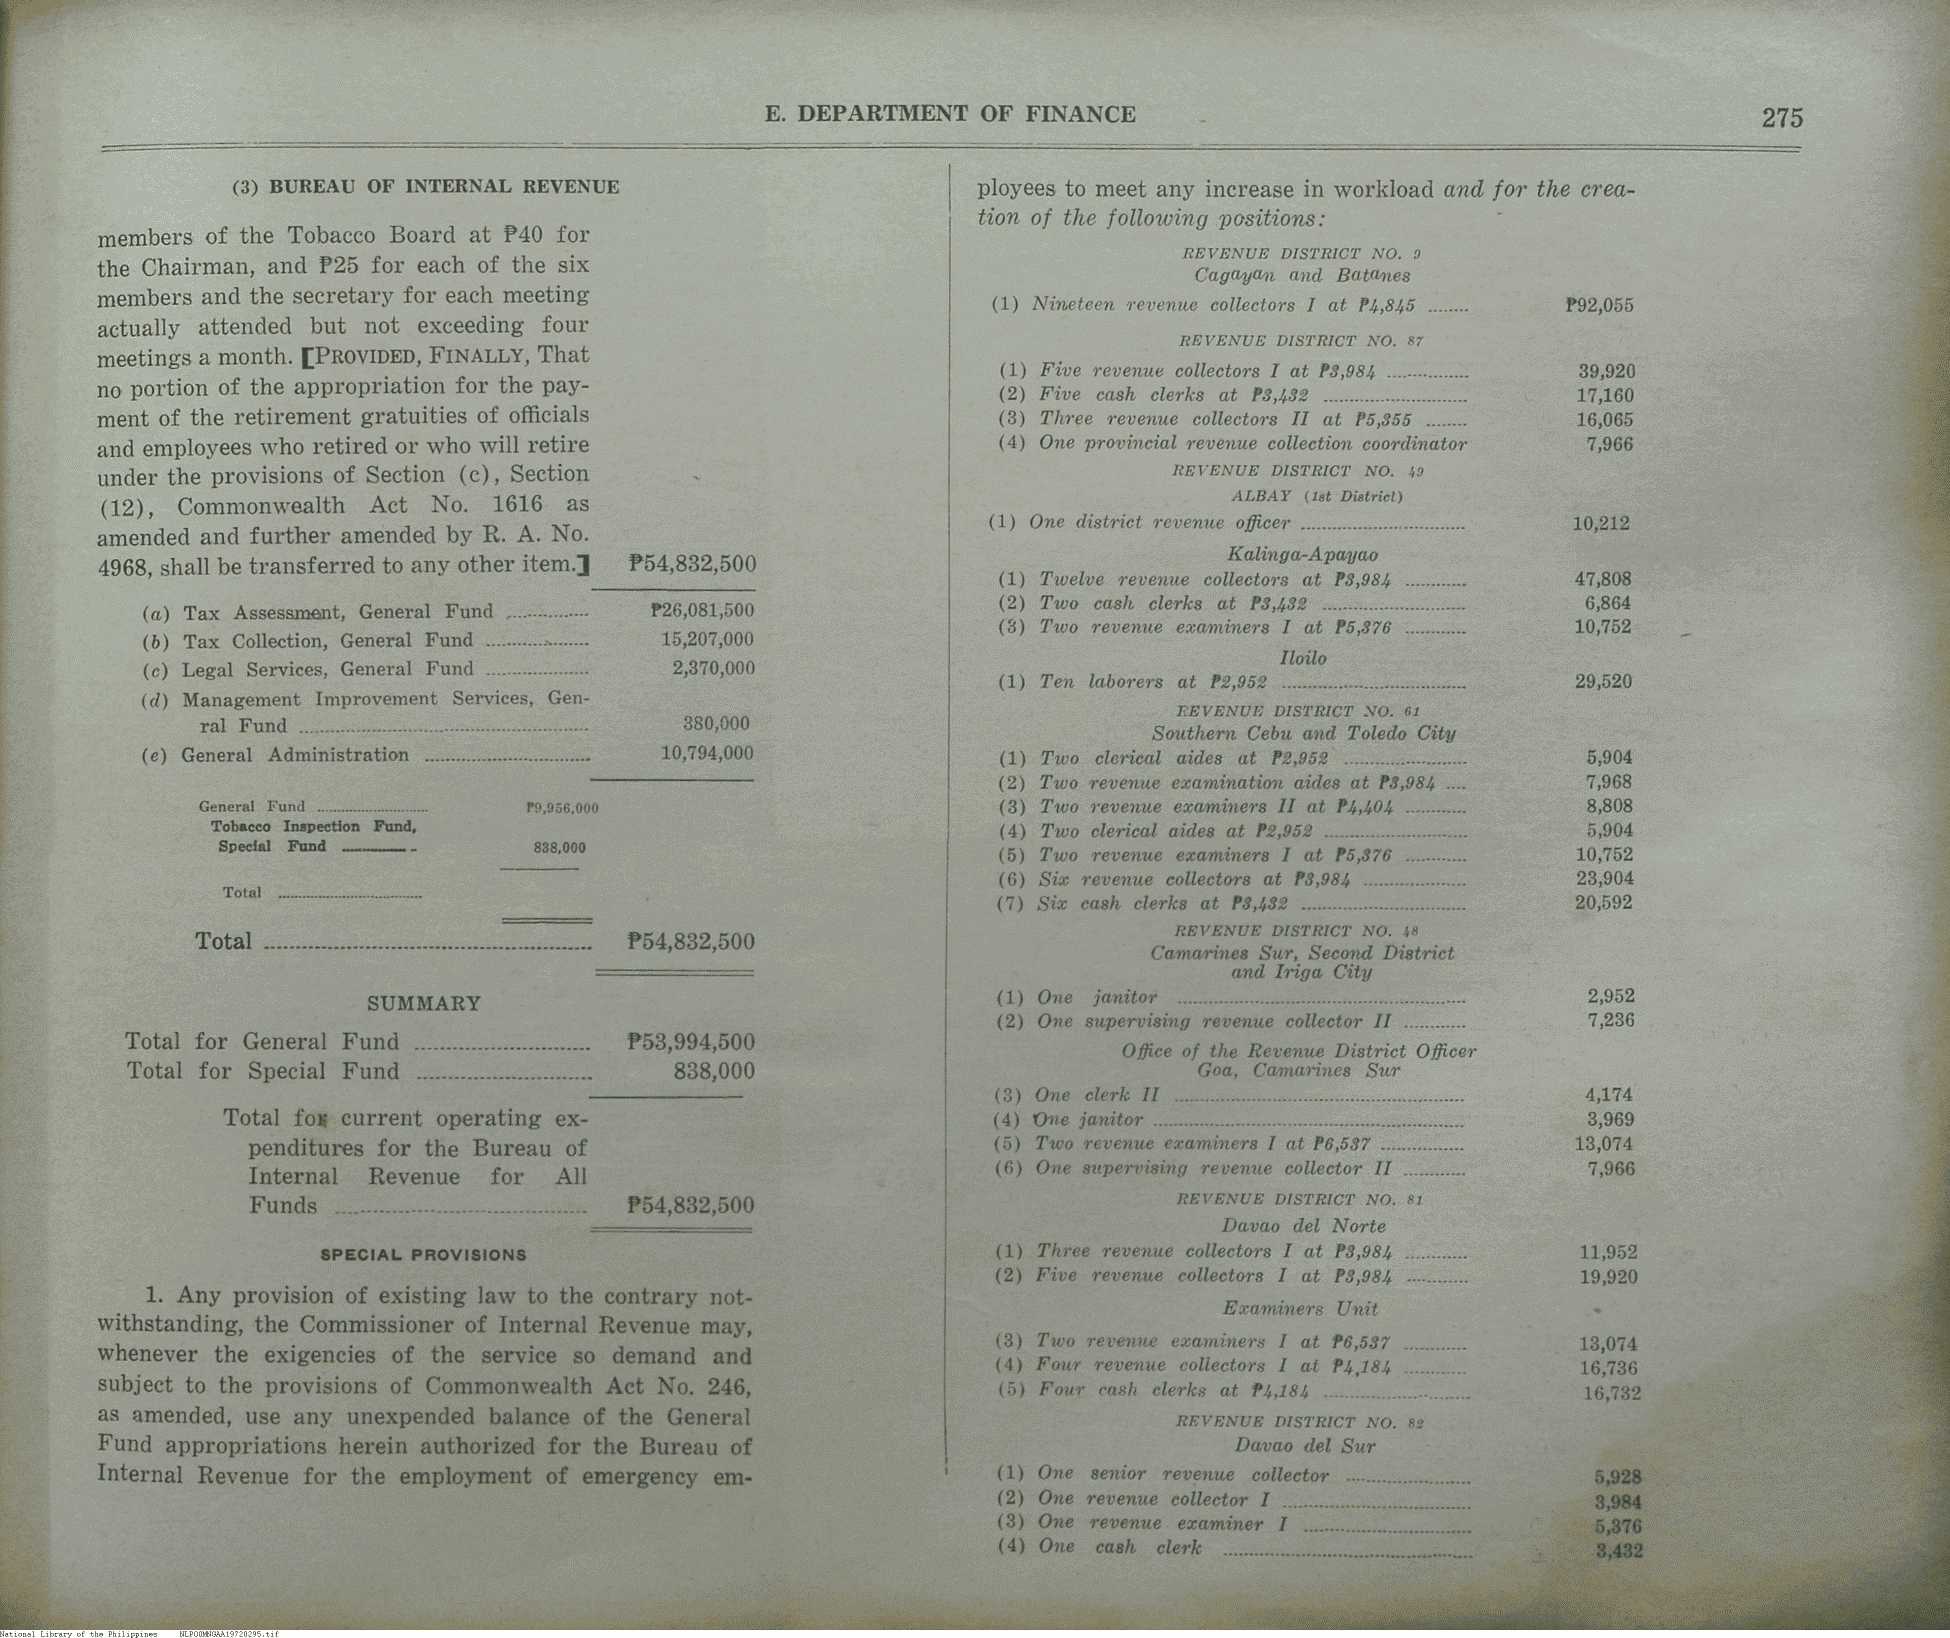 E. DEPARTMENT OF FINANCE
275
(3) BUREAU OF INTERNAL REVENUE
members of the Tobacco Board at ₱40 for
the Chairman, and ₱25 for each of the six
members and the secretary for each meeting
actually attended but not exceeding four
meetings a month. [PROVIDED, FINALLY, That
no portion of the appropriation for the pay-
ment of the retirement gratuities of officials
and employees who retired or who will retire
under the provisions of Section (c), Section
(12), Commonwealth Act No. 1616 as
amended and further amended by R. A. No.
4968, shall be transferred to any other item.] ₱54,832,500
(a) Tax Assessment, General Fund ₱26,081,500
(b) Tax Collection, General Fund 15,207,000
(c) Legal Services, General Fund 2,370,000
(d) Management Improvement Services, Gen-
ral Fund 380,000
(e) General Administration 10,794,000
General Fund ₱9,956,000
Tobacco Inspection Fund,
Special Fund 838,000
Total
Total ₱54,832,500
SUMMARY
Total for General Fund ₱53,994,500
Total for Special Fund 838,000
Total for current operating ex-
penditures for the Bureau of
Internal Revenue for All
Funds ₱54,832,500
SPECIAL PROVISIONS
1. Any provision of existing law to the contrary not-
withstanding, the Commissioner of Internal Revenue may,
whenever the exigencies of the service so demand and
subject to the provisions of Commonwealth Act No. 246,
as amended, use any unexpended balance of the General
Fund appropriations herein authorized for the Bureau of
Internal Revenue for the employment of emergency em-
ployees to meet any increase in workload and for the crea-
tion of the following positions:
REVENUE DISTRICT NO. 9
Cagayan and Batanes
(1) Nineteen revenue collectors I at ₱4,845 ₱92,055
REVENUE DISTRICT NO. 87
(1) Five revenue collectors I at ₱3,984 39,920
(2) Five cash clerks at ₱3,432 17,160
(3) Three revenue collectors II at ₱5,355 16,065
(4) One provincial revenue collection coordinator 7,966
REVENUE DISTRICT NO. 49
ALBAY (1st District)
(1) One district revenue officer 10,212
Kalinga-Apayao
(1) Twelve revenue collectors at ₱3,984 47,808
(2) Two cash clerks at ₱3,432 6,864
(3) Two revenue examiners I at ₱5,376 10,752
Iloilo
(1) Ten laborers at ₱2,952 29,520
REVENUE DISTRICT NO. 61
Southern Cebu and Toledo City
(1) Two clerical aides at ₱2,952 5,904
(2) Two revenue examination aides at ₱3,984 7,968
(3) Two revenue examiners II at ₱4,404 8,808
(4) Two clerical aides at ₱2,952 5,904
(5) Two revenue examiners I at ₱5,376 10,752
(6) Six revenue collectors at ₱3,984 23,904
(7) Six cash clerks at ₱3,432 20,592
REVENUE DISTRICT NO. 48
Camarines Sur, Second District
and Iriga City
(1) One janitor 2,952
(2) One supervising revenue collector II 7,236
Office of the Revenue District Officer
Goa, Camarines Sur
(3) One clerk II 4,174
(4) One janitor 3,969
(5) Two revenue examiners I at ₱6,537 13,074
(6) One supervising revenue collector II 7,966
REVENUE DISTRICT NO. 81
Davao del Norte
(1) Three revenue collectors I at ₱3,984 11,952
(2) Five revenue collectors I at ₱3,984 19,920
Examiners Unit
(3) Two revenue examiners I at ₱6,537 13,074
(4) Four revenue collectors I at ₱4,184 16,736
(5) Four cash clerks at ₱4,184 16,732
REVENUE DISTRICT NO. 82
Davao del Sur
(1) One senior revenue collector 5,928
(2) One revenue collector I 3,984
(3) One revenue examiner I 5,376
(4) One cash clerk 3,432
National Library of the Philippines NLPO0MNGAA19720295.tif